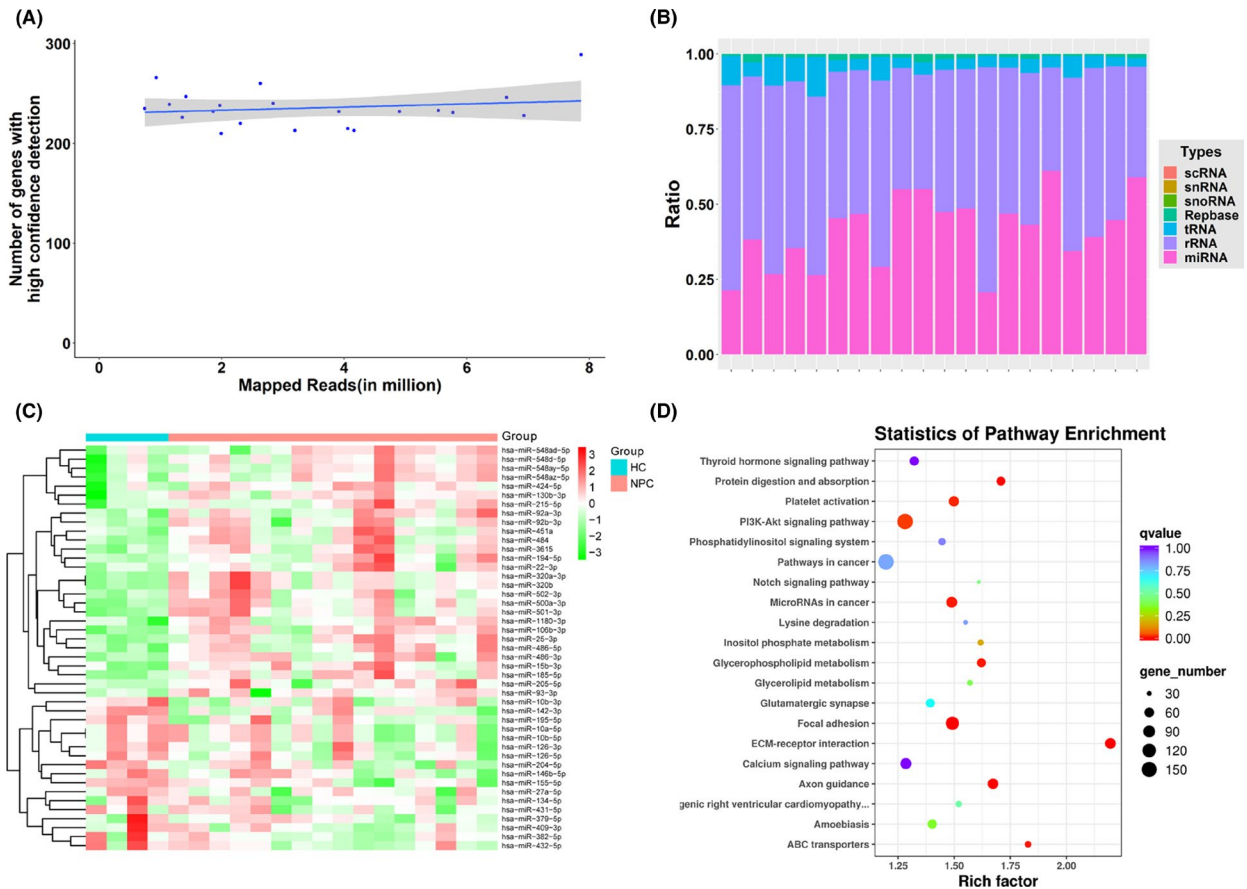 (A)
300
200
100
0
0
2
4
6
8
Number of genes with
high confidence detection
Mapped Reads(in million)
(B)
1.00
0.75
0.50
0.25
0.00
Ratio
Types
scRNA
snRNA
snoRNA
Repbase
tRNA
rRNA
miRNA
(C)
Group
hsa-miR-548ad-5p
hsa-miR-548d-5p
hsa-miR-548ay-5p
hsa-miR-548az-5p
hsa-miR-424-5p
hsa-miR-130b-3p
hsa-miR-215-5p
hsa-miR-92a-3p
hsa-miR-92b-3p
hsa-miR-451a
hsa-miR-484
hsa-miR-3615
hsa-miR-194-5p
hsa-miR-22-3p
hsa-miR-320a-3p
hsa-miR-320b
hsa-miR-502-3p
hsa-miR-500a-3p
hsa-miR-501-3p
hsa-miR-1180-3p
hsa-miR-106b-3p
hsa-miR-25-3p
hsa-miR-486-5p
hsa-miR-486-3p
hsa-miR-15b-3p
hsa-miR-185-5p
hsa-miR-205-5p
hsa-miR-93-3p
hsa-miR-10b-3p
hsa-miR-142-3p
hsa-miR-195-5p
hsa-miR-10a-5p
hsa-miR-10b-5p
hsa-miR-126-3p
hsa-miR-126-5p
hsa-miR-204-5p
hsa-miR-146b-5p
hsa-miR-155-5p
hsa-miR-27a-5p
hsa-miR-134-5p
hsa-miR-431-5p
hsa-miR-379-5p
hsa-miR-409-3p
hsa-miR-382-5p
hsa-miR-432-5p
3
2
1
0
−1
−2
−3
Group
HC
NPC
(D)
Statistics of Pathway Enrichment
Thyroid hormone signaling pathway
Protein digestion and absorption
Platelet activation
PI3K-Akt signaling pathway
Phosphatidylinositol signaling system
Pathways in cancer
Notch signaling pathway
MicroRNAs in cancer
Lysine degradation
Inositol phosphate metabolism
Glycerophospholipid metabolism
Glycerolipid metabolism
Glutamatergic synapse
Focal adhesion
ECM-receptor interaction
Calcium signaling pathway
Axon guidance
genic right ventricular cardiomyopathy...
Amoebiasis
ABC transporters
1.25
1.50
1.75
2.00
Rich factor
qvalue
1.00
0.75
0.50
0.25
0.00
gene_number
30
60
90
120
150